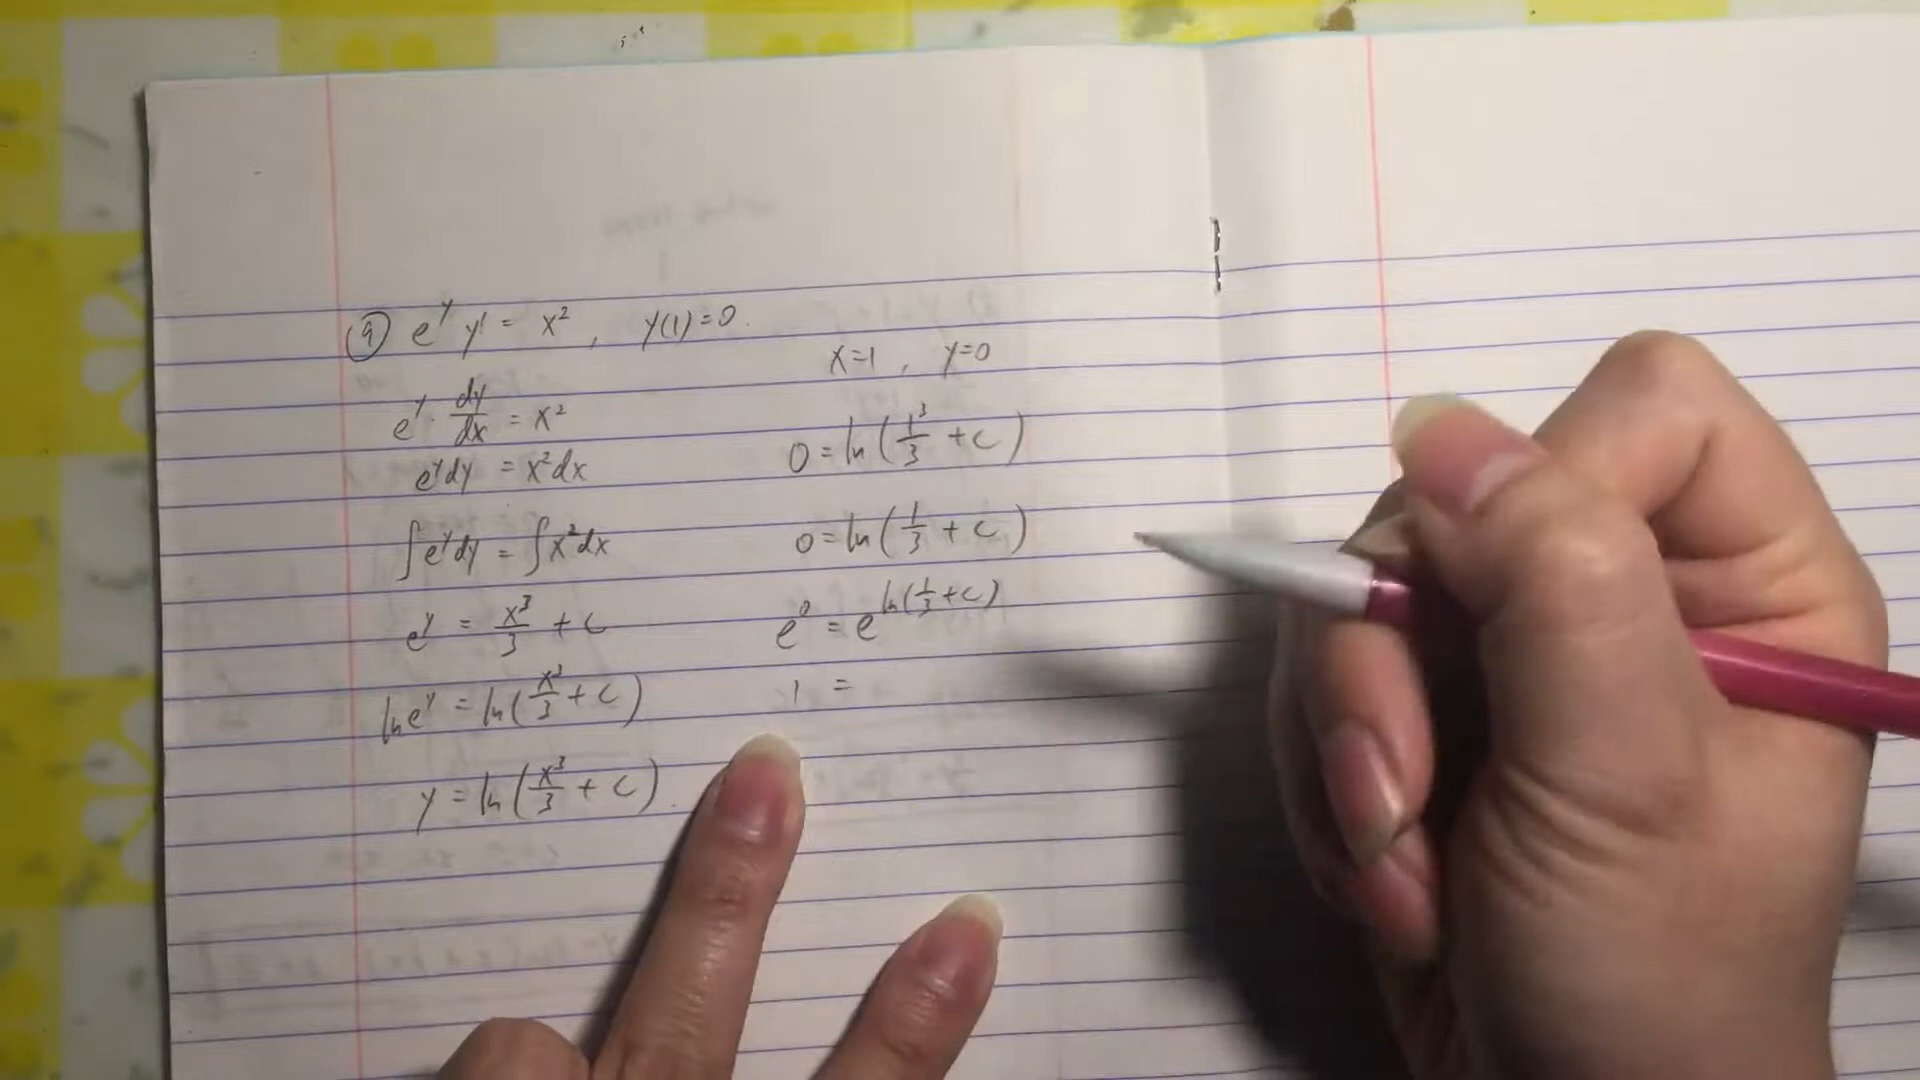 9) e^y y' = x², y(1)=0.
e^y · dy/dx = x²
e^y dy = x² dx
∫e^y dy = ∫x² dx
e^y = x³/3 + c
ln e^y = ln(x³/3 + c)
y = ln(x³/3 + c).
x=1, y=0
0 = ln(1³/3 + c)
0 = ln(1/3 + c)
e^0 = e^ln(1/3 + c)
1 =